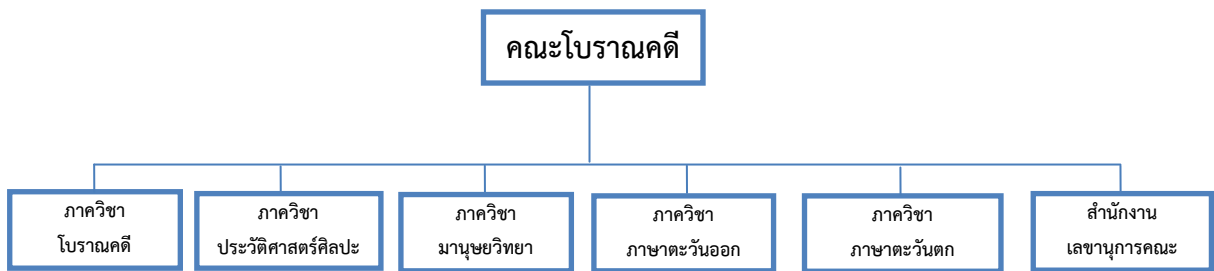 คณะโบราณคดี
ภาควิชา
โบราณคดี
ภาควิชา
ประวัติศาสตร์ศิลปะ
ภาควิชา
มานุษยวิทยา
ภาควิชา
ภาษาตะวันออก
ภาควิชา
ภาษาตะวันตก
สำนักงาน
เลขานุการคณะ